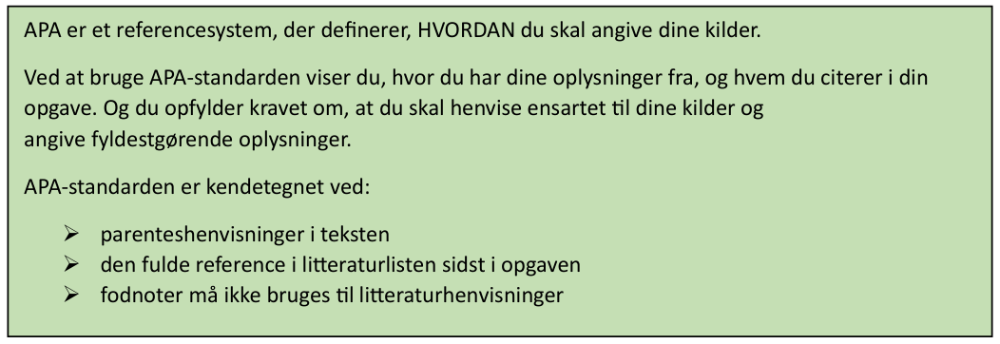 APA er et referencesystem, der definerer, HVORDAN du skal angive dine kilder.
Ved at bruge APA-standarden viser du, hvor du har dine oplysninger fra, og hvem du citerer i din
opgave. Og du opfylder kravet om, at du skal henvise ensartet til dine kilder og
angive fyldestgørende oplysninger.
APA-standarden er kendetegnet ved:
➢ parenteshenvisninger i teksten
➢ den fulde reference i litteraturlisten sidst i opgaven
➢ fodnoter må ikke bruges til litteraturhenvisninger